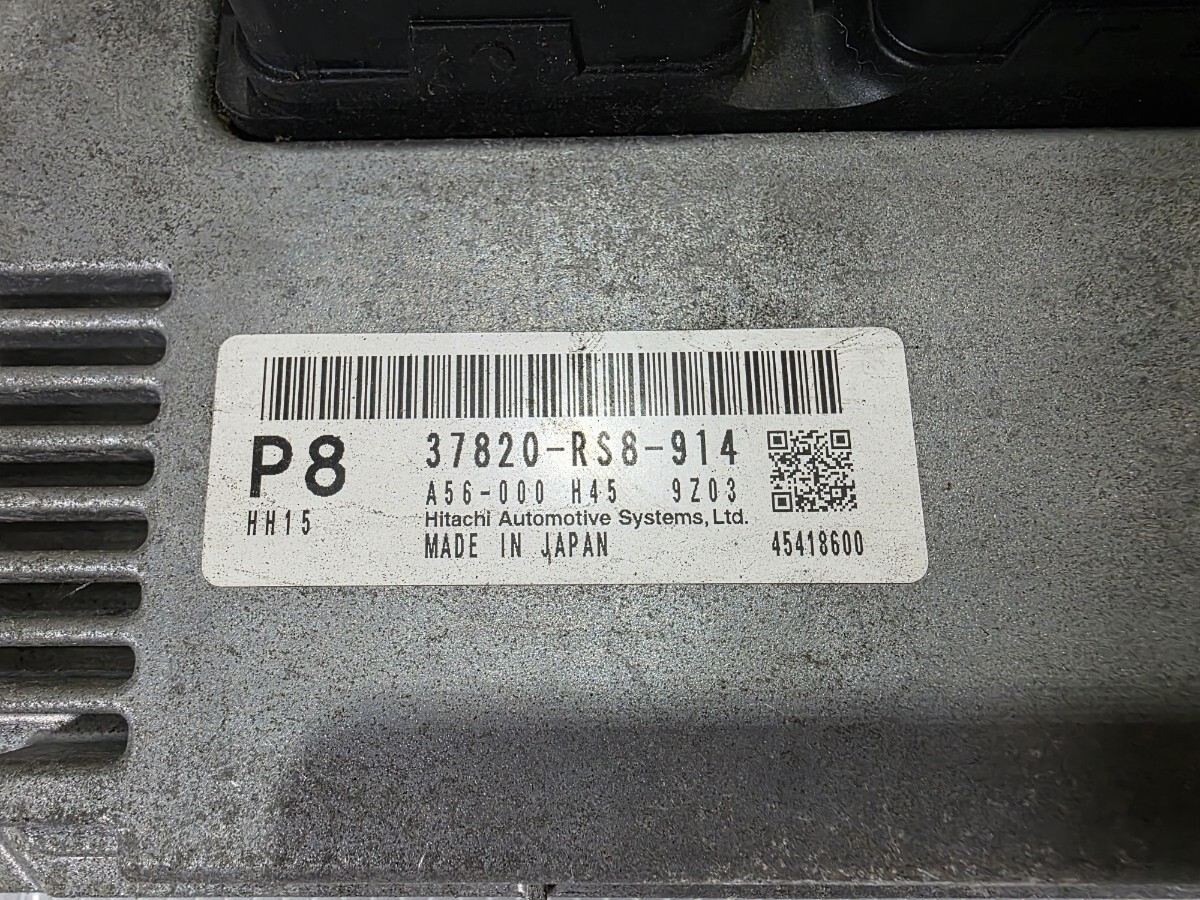 P8 37820-RS8-914
A56-000 H45 9Z03
HH15 Hitachi Automotive Systems, Ltd.
MADE IN JAPAN 45418600